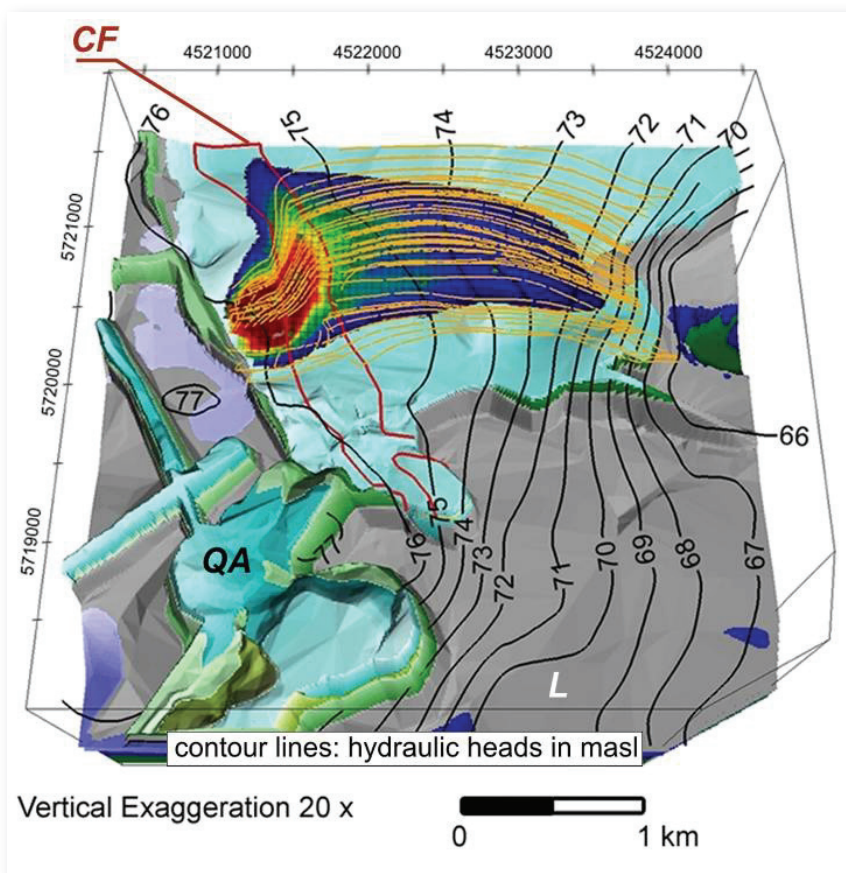 CF
4521000 4522000 4523000 4524000
76 75 74 73 72 71 70
5721000
5720000
77
66
5719000
QA
77 76 75 74 73 72 71 70 69 68 67
L
contour lines: hydraulic heads in masl
Vertical Exaggeration 20 x
0 1 km